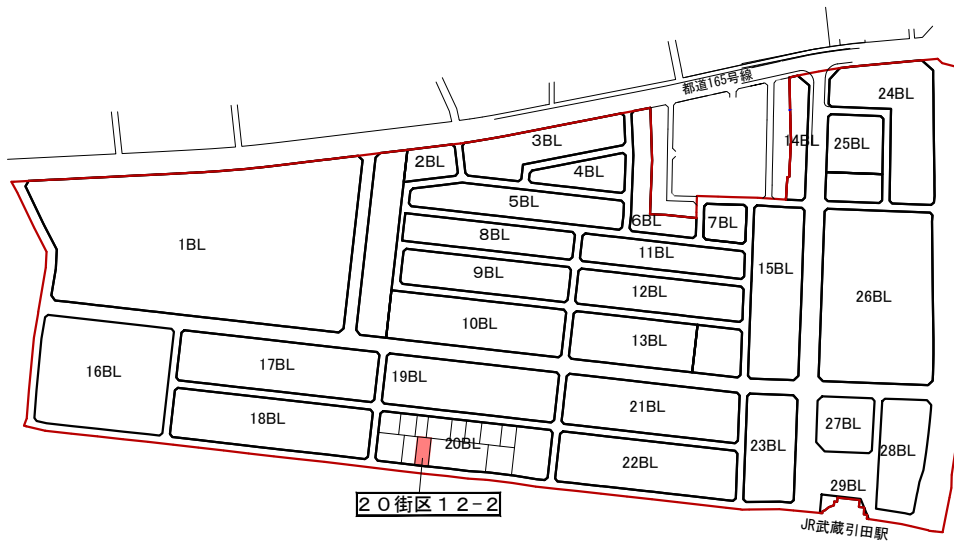 都道165号線
24BL
3BL
14BL
25BL
2BL
4BL
5BL
6BL
7BL
1BL
8BL
11BL
15BL
9BL
12BL
26BL
10BL
13BL
16BL
17BL
19BL
18BL
21BL
27BL
20BL
23BL
28BL
22BL
29BL
20街区12-2
JR武蔵引田駅